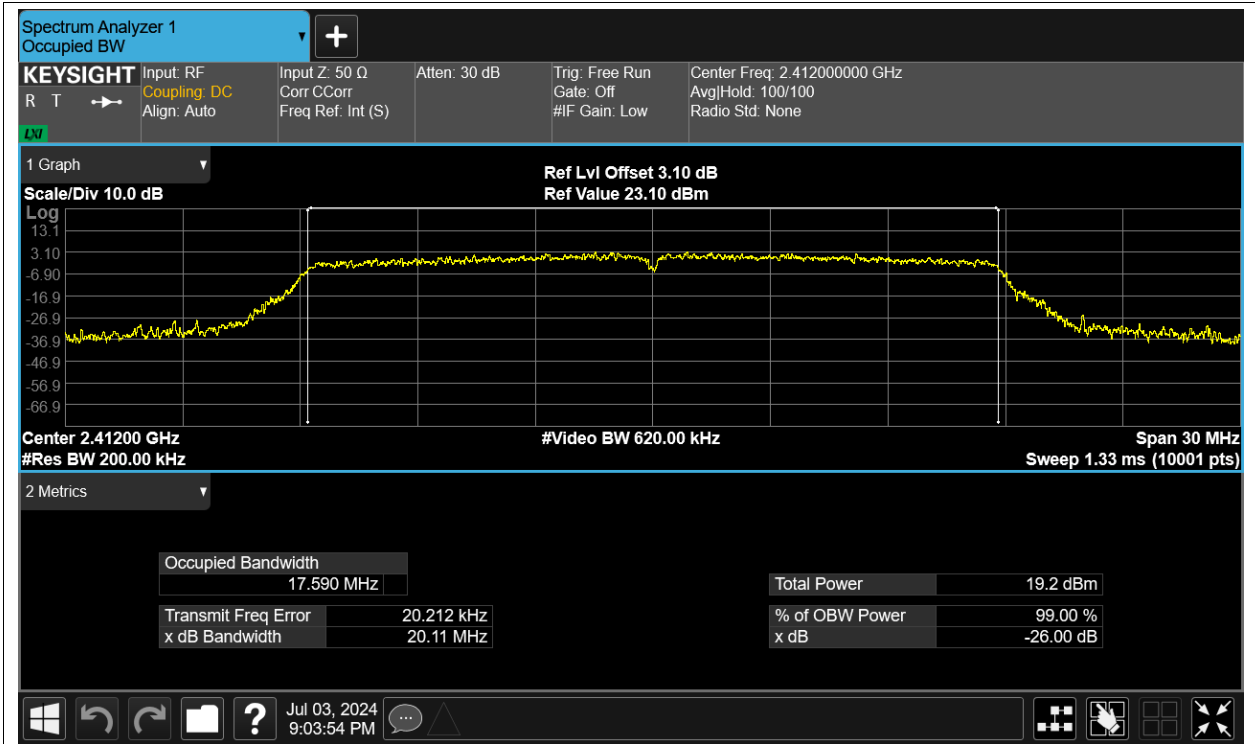 Spectrum Analyzer 1
Occupied BW
KEYSIGHT
R T
LXI
Input: RF
Coupling: DC
Align: Auto
Input Z: 50 Ω
Corr CCorr
Freq Ref: Int (S)
Atten: 30 dB
Trig: Free Run
Gate: Off
#IF Gain: Low
Center Freq: 2.412000000 GHz
Avg|Hold: 100/100
Radio Std: None
1 Graph
Scale/Div 10.0 dB
Ref Lvl Offset 3.10 dB
Ref Value 23.10 dBm
Log
13.1
3.10
-6.90
-16.9
-26.9
-36.9
-46.9
-56.9
-66.9
Center 2.41200 GHz
#Video BW 620.00 kHz
Span 30 MHz
#Res BW 200.00 kHz
Sweep 1.33 ms (10001 pts)
2 Metrics
Occupied Bandwidth
17.590 MHz
Total Power 19.2 dBm
Transmit Freq Error 20.212 kHz
% of OBW Power 99.00 %
x dB Bandwidth 20.11 MHz
x dB -26.00 dB
?
Jul 03, 2024
9:03:54 PM